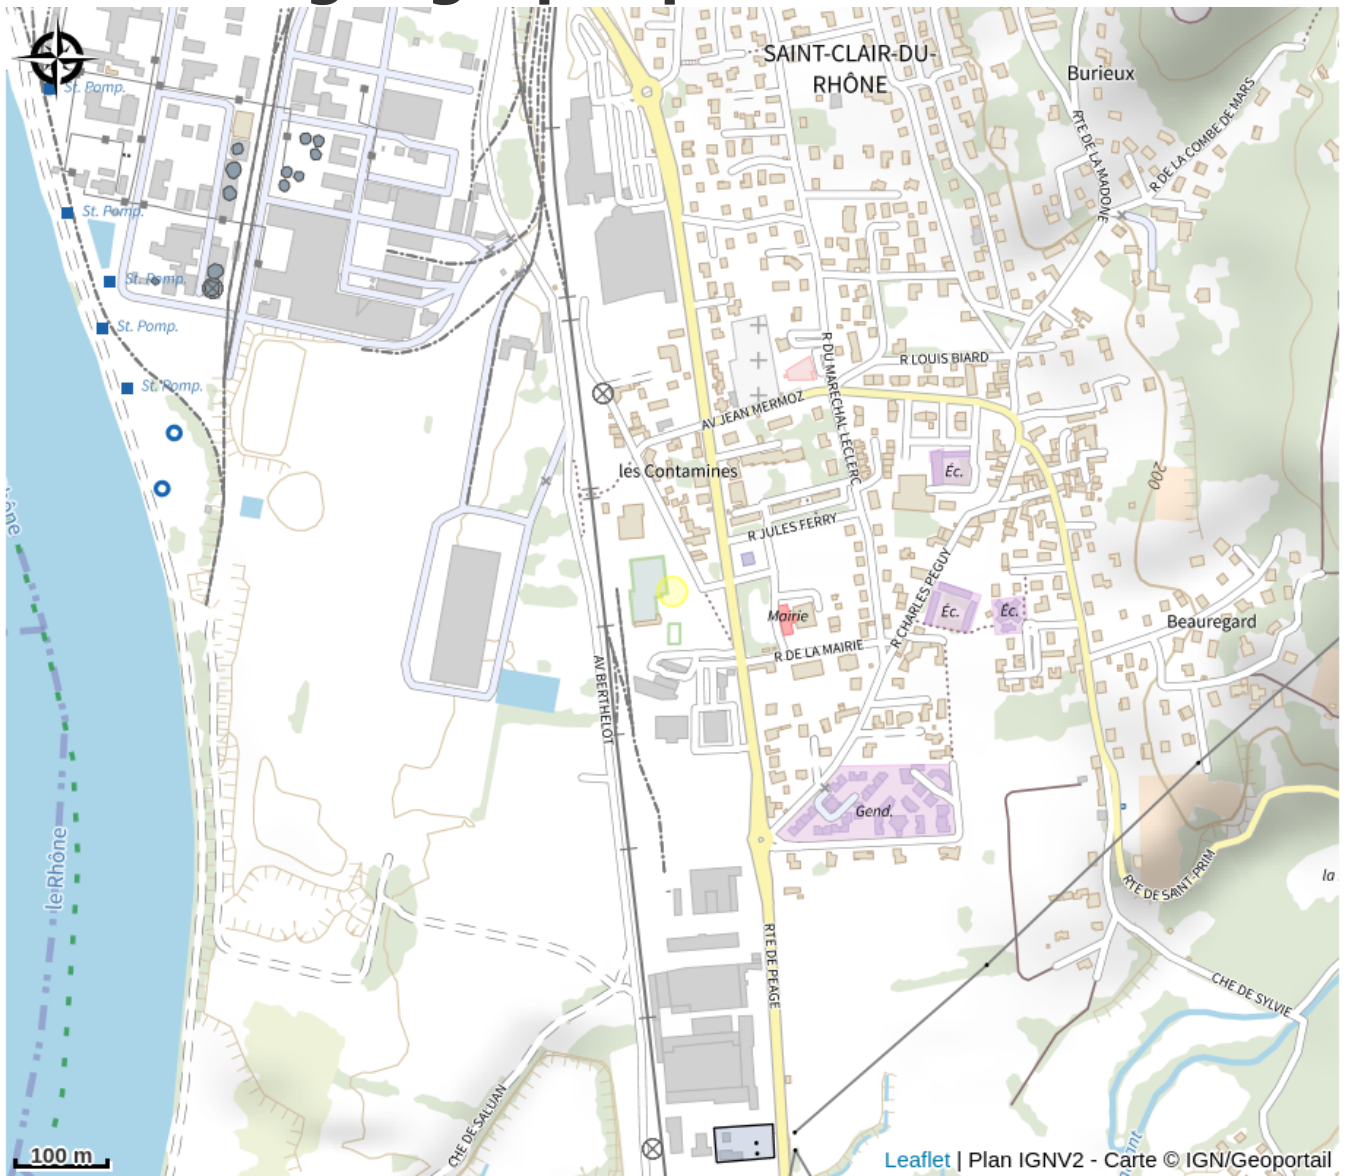 SAINT-CLAIR-DU-
RHÔNE
Burieux
St. Pomp.
RTE DE LA MADONE
R DE LA COMBE DE MARS
St. Pomp.
St. Pomp.
St. Pomp.
St. Pomp.
R DU MARECHAL LECLERC
R LOUIS BIARD
AV JEAN MERMOZ
les Contamines
Éc.
200
R JULES FERRY
R CHARLES PEGUY
Éc.
Éc.
Mairie
Beauregard
R DE LA MAIRIE
AV BERTHELOT
Gend.
le Rhône
RTE DE SAINT-PRIM
la
RTE DE PEAGE
CHE DE SYLVIE
CHE DE SALUAN
100 m
Leaflet | Plan IGNV2 - Carte © IGN/Geoportail